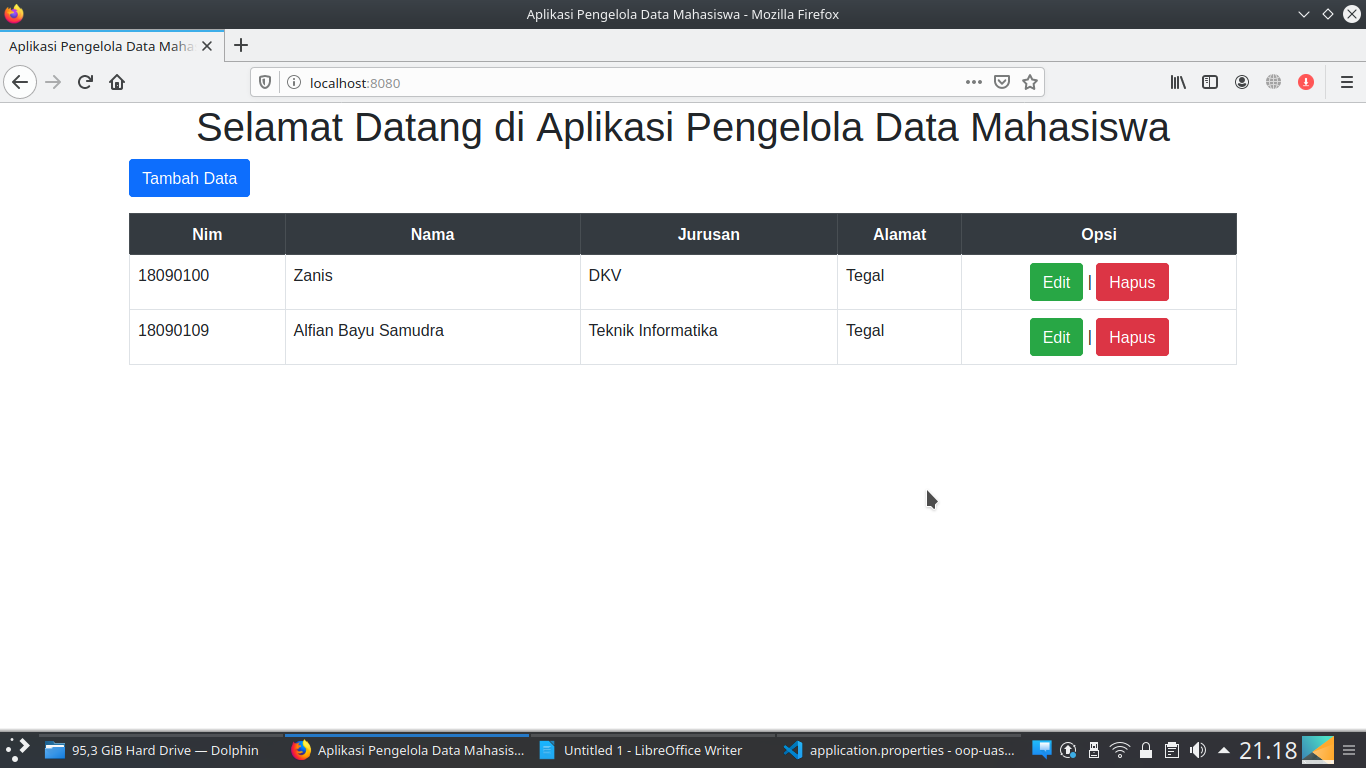 Aplikasi Pengelola Data Mahasiswa - Mozilla Firefox
Aplikasi Pengelola Data Maha
localhost:8080
Selamat Datang di Aplikasi Pengelola Data Mahasiswa
Tambah Data
Nim Nama Jurusan Alamat Opsi
18090100 Zanis DKV Tegal Edit | Hapus
18090109 Alfian Bayu Samudra Teknik Informatika Tegal Edit | Hapus
95,3 GiB Hard Drive — Dolphin Aplikasi Pengelola Data Mahasis... Untitled 1 - LibreOffice Writer application.properties - oop-uas... 21.18